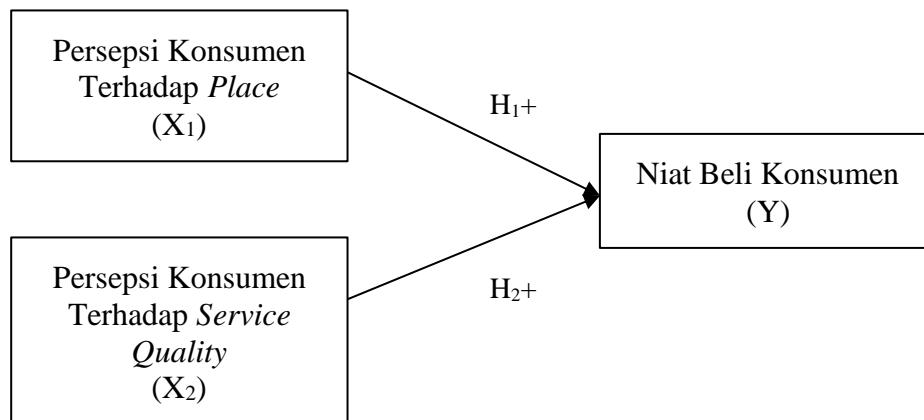 Persepsi Konsumen
Terhadap Place
(X₁)
H₁+
Niat Beli Konsumen
(Y)
Persepsi Konsumen
Terhadap Service
Quality
(X₂)
H₂+